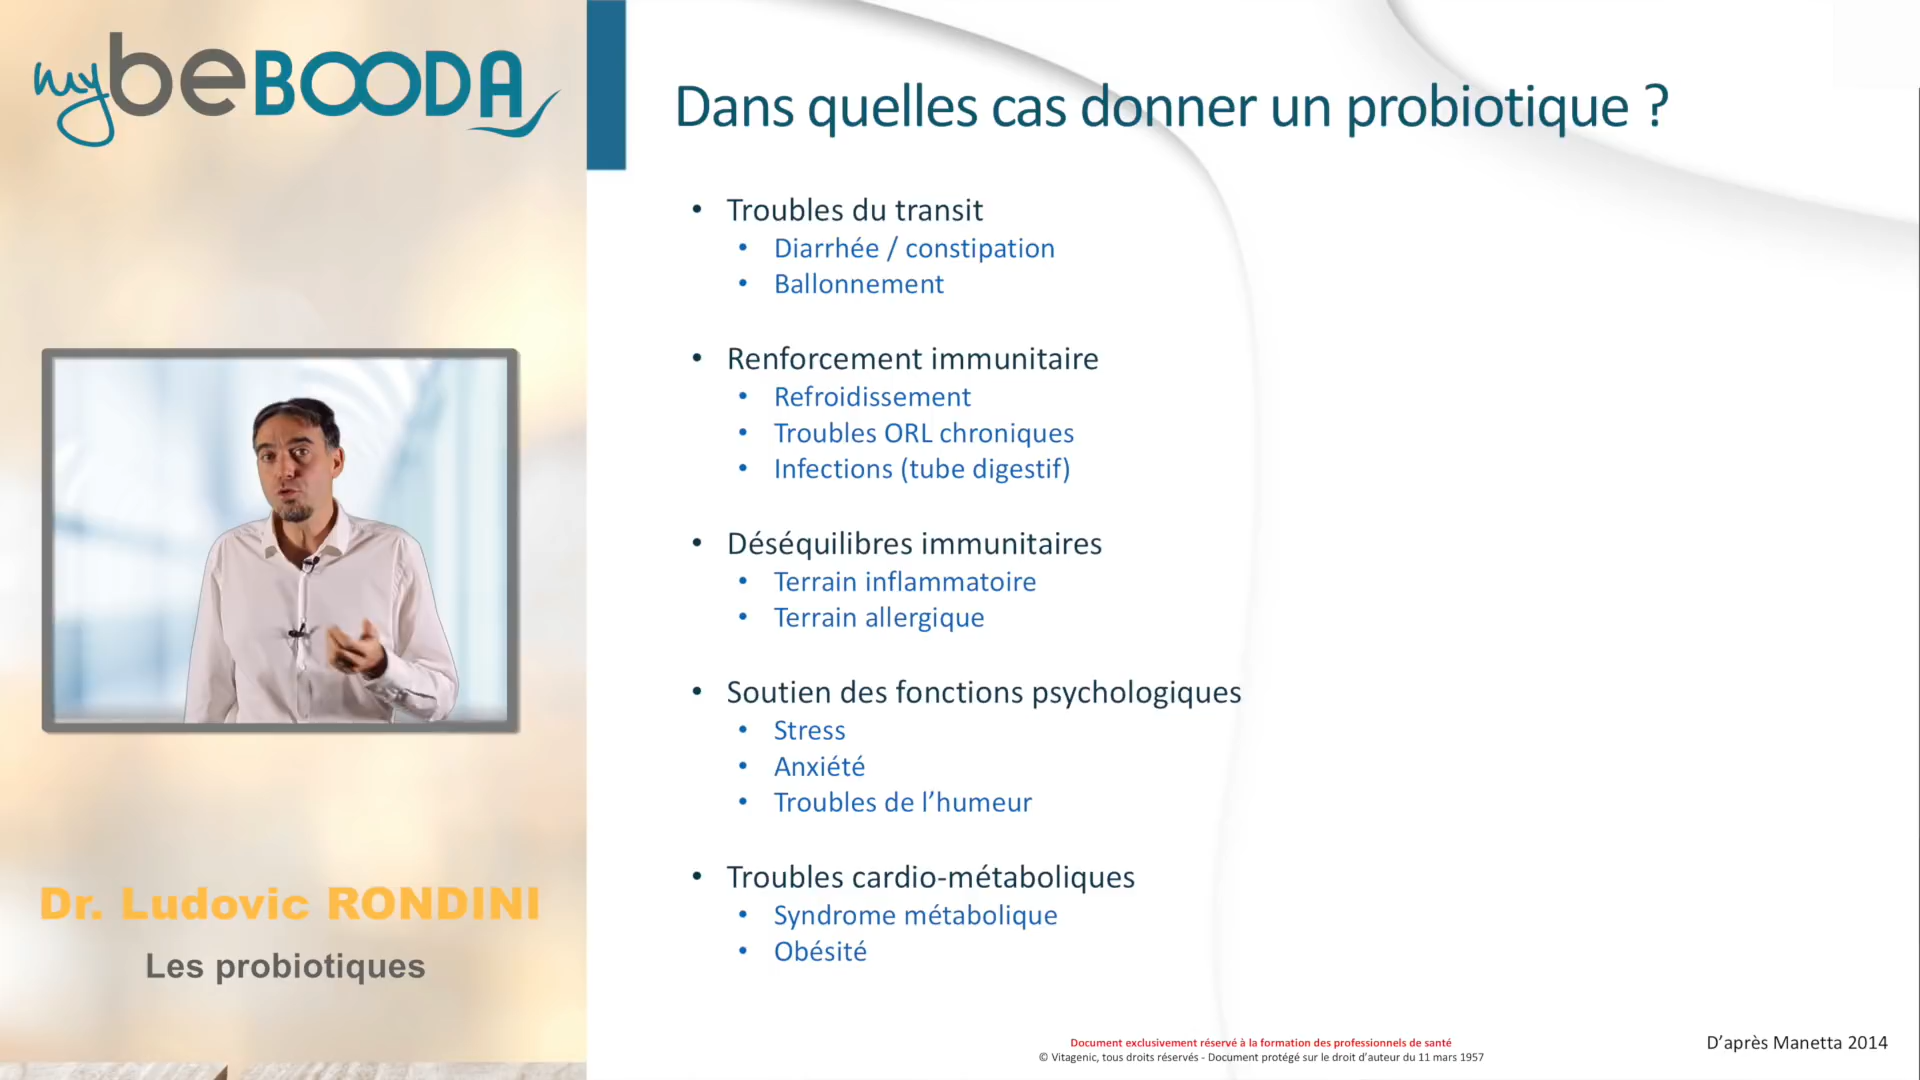 my beBOODA
Dans quelles cas donner un probiotique ?
• Troubles du transit
• Diarrhée / constipation
• Ballonnement
• Renforcement immunitaire
• Refroidissement
• Troubles ORL chroniques
• Infections (tube digestif)
• Déséquilibres immunitaires
• Terrain inflammatoire
• Terrain allergique
• Soutien des fonctions psychologiques
• Stress
• Anxiété
• Troubles de l’humeur
• Troubles cardio-métaboliques
• Syndrome métabolique
• Obésité
Dr. Ludovic RONDINI
Les probiotiques
Document exclusivement réservé à la formation des professionnels de santé
© Vitagenic, tous droits réservés - Document protégé sur le droit d’auteur du 11 mars 1957
D’après Manetta 2014